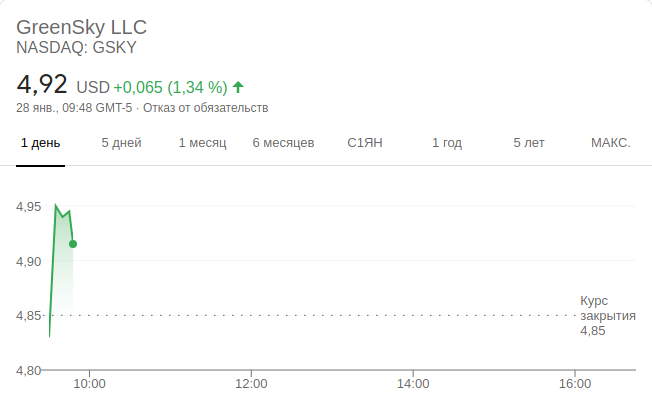 GreenSky LLC
NASDAQ: GSKY
4,92 USD +0,065 (1,34 %)
28 янв., 09:48 GMT-5 · Отказ от обязательств
1 день 5 дней 1 месяц 6 месяцев С1ЯН 1 год 5 лет МАКС.
4,95
4,90
4,85
4,80
Курс
закрытия
4,85
10:00 12:00 14:00 16:00